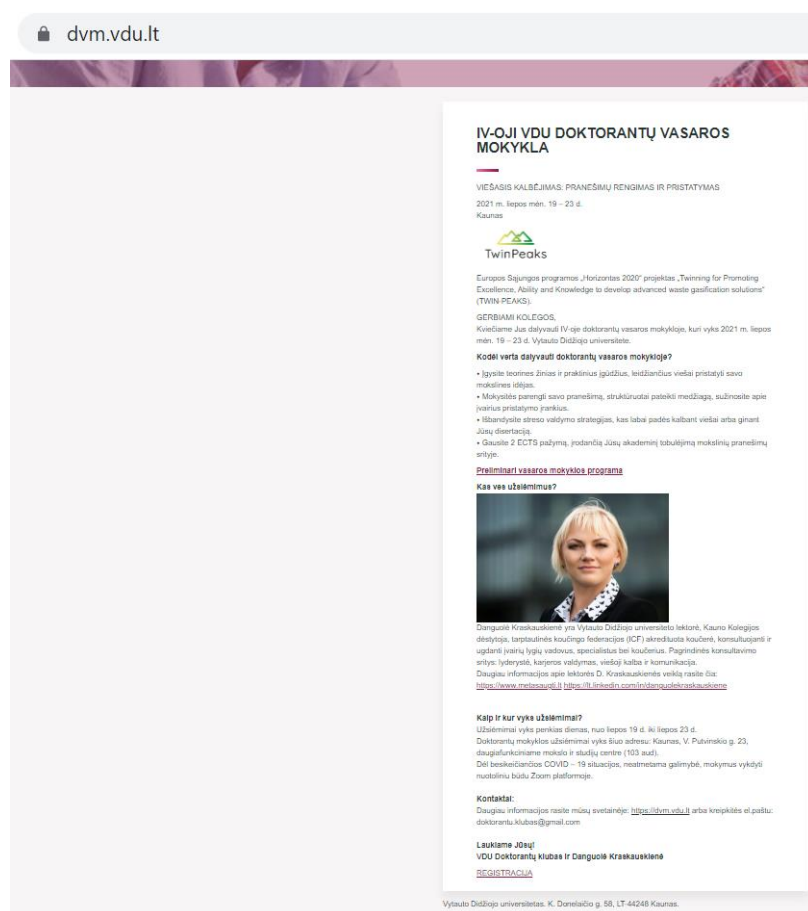 dvm.vdu.lt
IV-OJI VDU DOKTORANTŲ VASAROS
MOKYKLA
VIEŠASIS KALBĖJIMAS: PRANEŠIMŲ RENGIMAS IR PRISTATYMAS
2021 m. liepos mėn. 19 – 23 d.
Kaunas
TwinPeaks
Europos Sąjungos programos „Horizontas 2020“ projektas „Twinning for Promoting
Excellence, Ability and Knowledge to develop advanced waste gasification solutions“
(TWIN-PEAKS).
GERBIAMI KOLEGOS,
Kviečiame Jus dalyvauti IV-oje doktorantų vasaros mokykloje, kuri vyks 2021 m. liepos
mėn. 19 – 23 d. Vytauto Didžiojo universitete.
Kodėl verta dalyvauti doktorantų vasaros mokykloje?
• Įgysite teorines žinias ir praktinius įgūdžius, leidžiančius viešai pristatyti savo
mokslines idėjas.
• Mokysitės parengti savo pranešimą, struktūruotai pateikti medžiagą, sužinosite apie
įvairius pristatymo įrankius.
• Išbandysite streso valdymo strategijas, kas labai padės kalbant viešai arba ginant
Jūsų disertaciją.
• Gausite 2 ECTS pažymą, įrodančią Jūsų akademinį tobulėjimą mokslinių pranešimų
srityje.
Preliminari vasaros mokyklos programa
Kas ves užsiėmimus?
Danguolė Kraskauskienė yra Vytauto Didžiojo universiteto lektorė, Kauno Kolegijos
dėstytoja, tarptautinės koučingo federacijos (ICF) akredituota koučerė, konsultuojanti ir
ugdanti įvairių lygių vadovus, specialistus bei koučerius. Pagrindinės konsultavimo
sritys: lyderystė, karjeros valdymas, viešoji kalba ir komunikacija.
Daugiau informacijos apie lektorės D. Kraskauskienės veiklą rasite čia:
https://www.metasaugti.lt https://lt.linkedin.com/in/danguolekraskauskiene
Kaip ir kur vyks užsiėmimai?
Užsiėmimai vyks penkias dienas, nuo liepos 19 d. iki liepos 23 d.
Doktorantų mokyklos užsiėmimai vyks šiuo adresu: Kaunas, V. Putvinskio g. 23,
daugiafunkciniame mokslo ir studijų centre (103 aud).
Dėl besikeičiančios COVID – 19 situacijos, neatmetama galimybė, mokymus vykdyti
nuotoliniu būdu Zoom platformoje.
Kontaktai:
Daugiau informacijos rasite mūsų svetainėje: https://dvm.vdu.lt arba kreipkitės el.paštu:
doktorantu.klubas@gmail.com
Laukiame Jūsų!
VDU Doktorantų klubas ir Danguolė Kraskauskienė
REGISTRACIJA
Vytauto Didžiojo universitetas. K. Donelaičio g. 58, LT-44248 Kaunas.